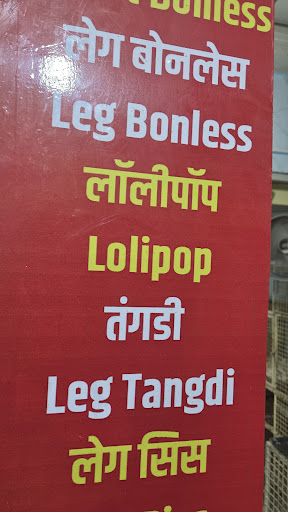 Bonless
लेग बोनलेस
Leg Bonless
लॉलीपॉप
Lolipop
तंगडी
Leg Tangdi
लेग सिस